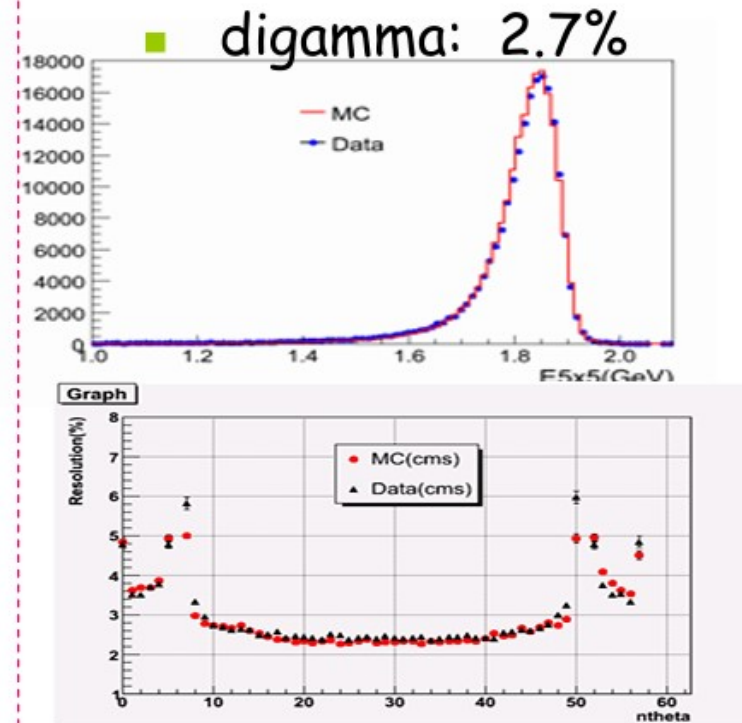 digamma: 2.7%
18000
16000
14000
12000
10000
8000
6000
4000
2000
0
MC
Data
1.0 1.2 1.4 1.6 1.8 2.0
E5x5(GeV)
Graph
Resolution(%)
8
7
6
5
4
3
2
1
MC(cms)
Data(cms)
0 10 20 30 40 50 60
ntheta